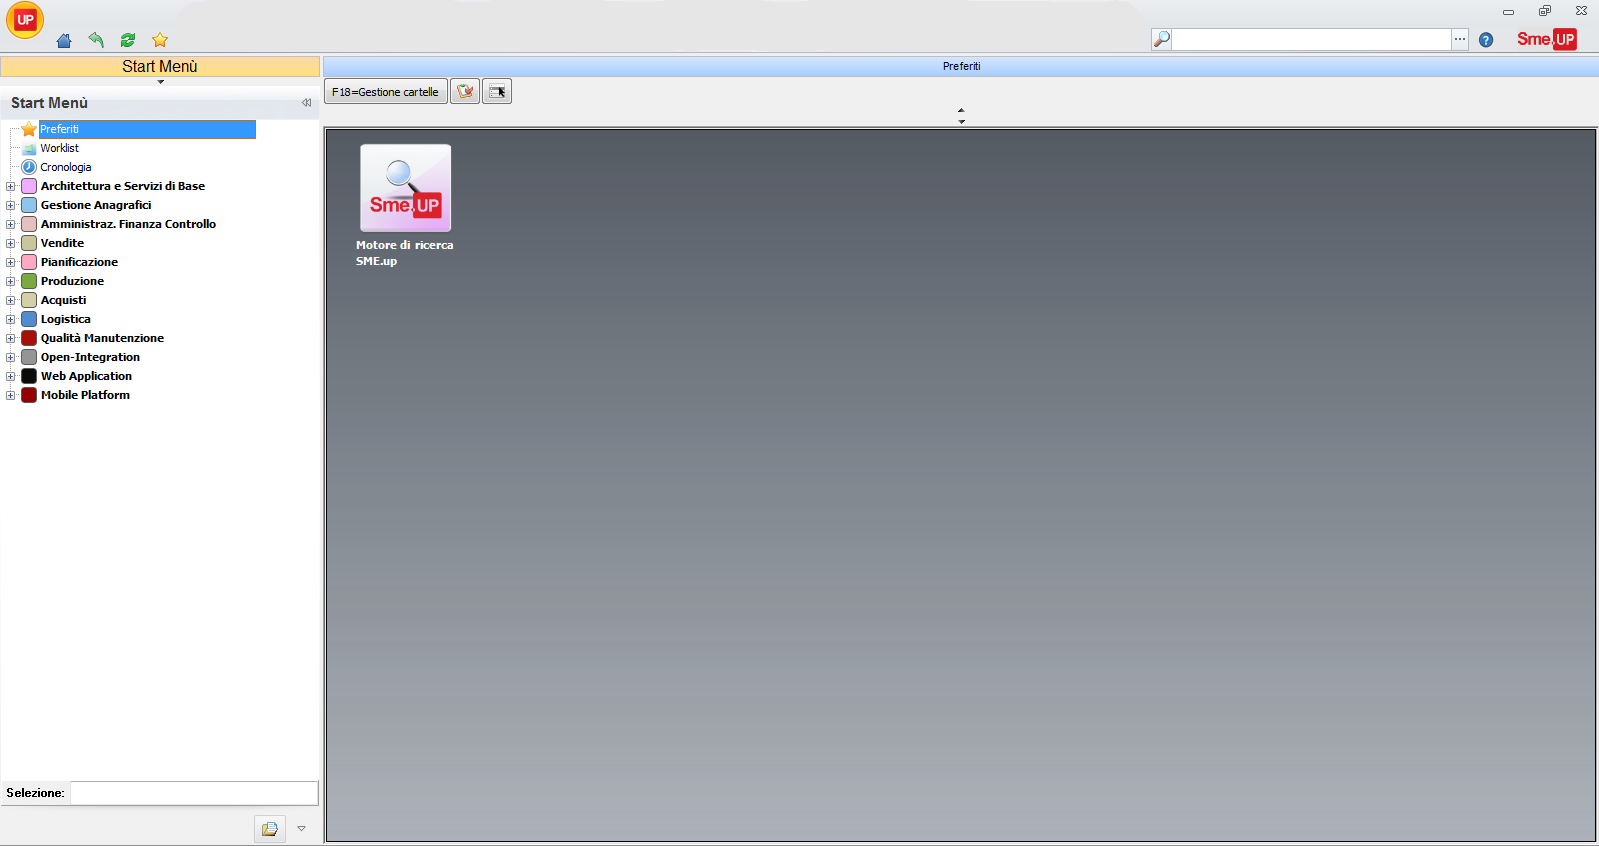 UP
Sme.UP
Start Menù
Preferiti
Start Menù
F18=Gestione cartelle
Preferiti
Worklist
Cronologia
Architettura e Servizi di Base
Gestione Anagrafici
Amministraz. Finanza Controllo
Vendite
Pianificazione
Produzione
Acquisti
Logistica
Qualità Manutenzione
Open-Integration
Web Application
Mobile Platform
Sme.UP
Motore di ricerca
SME.up
Selezione: